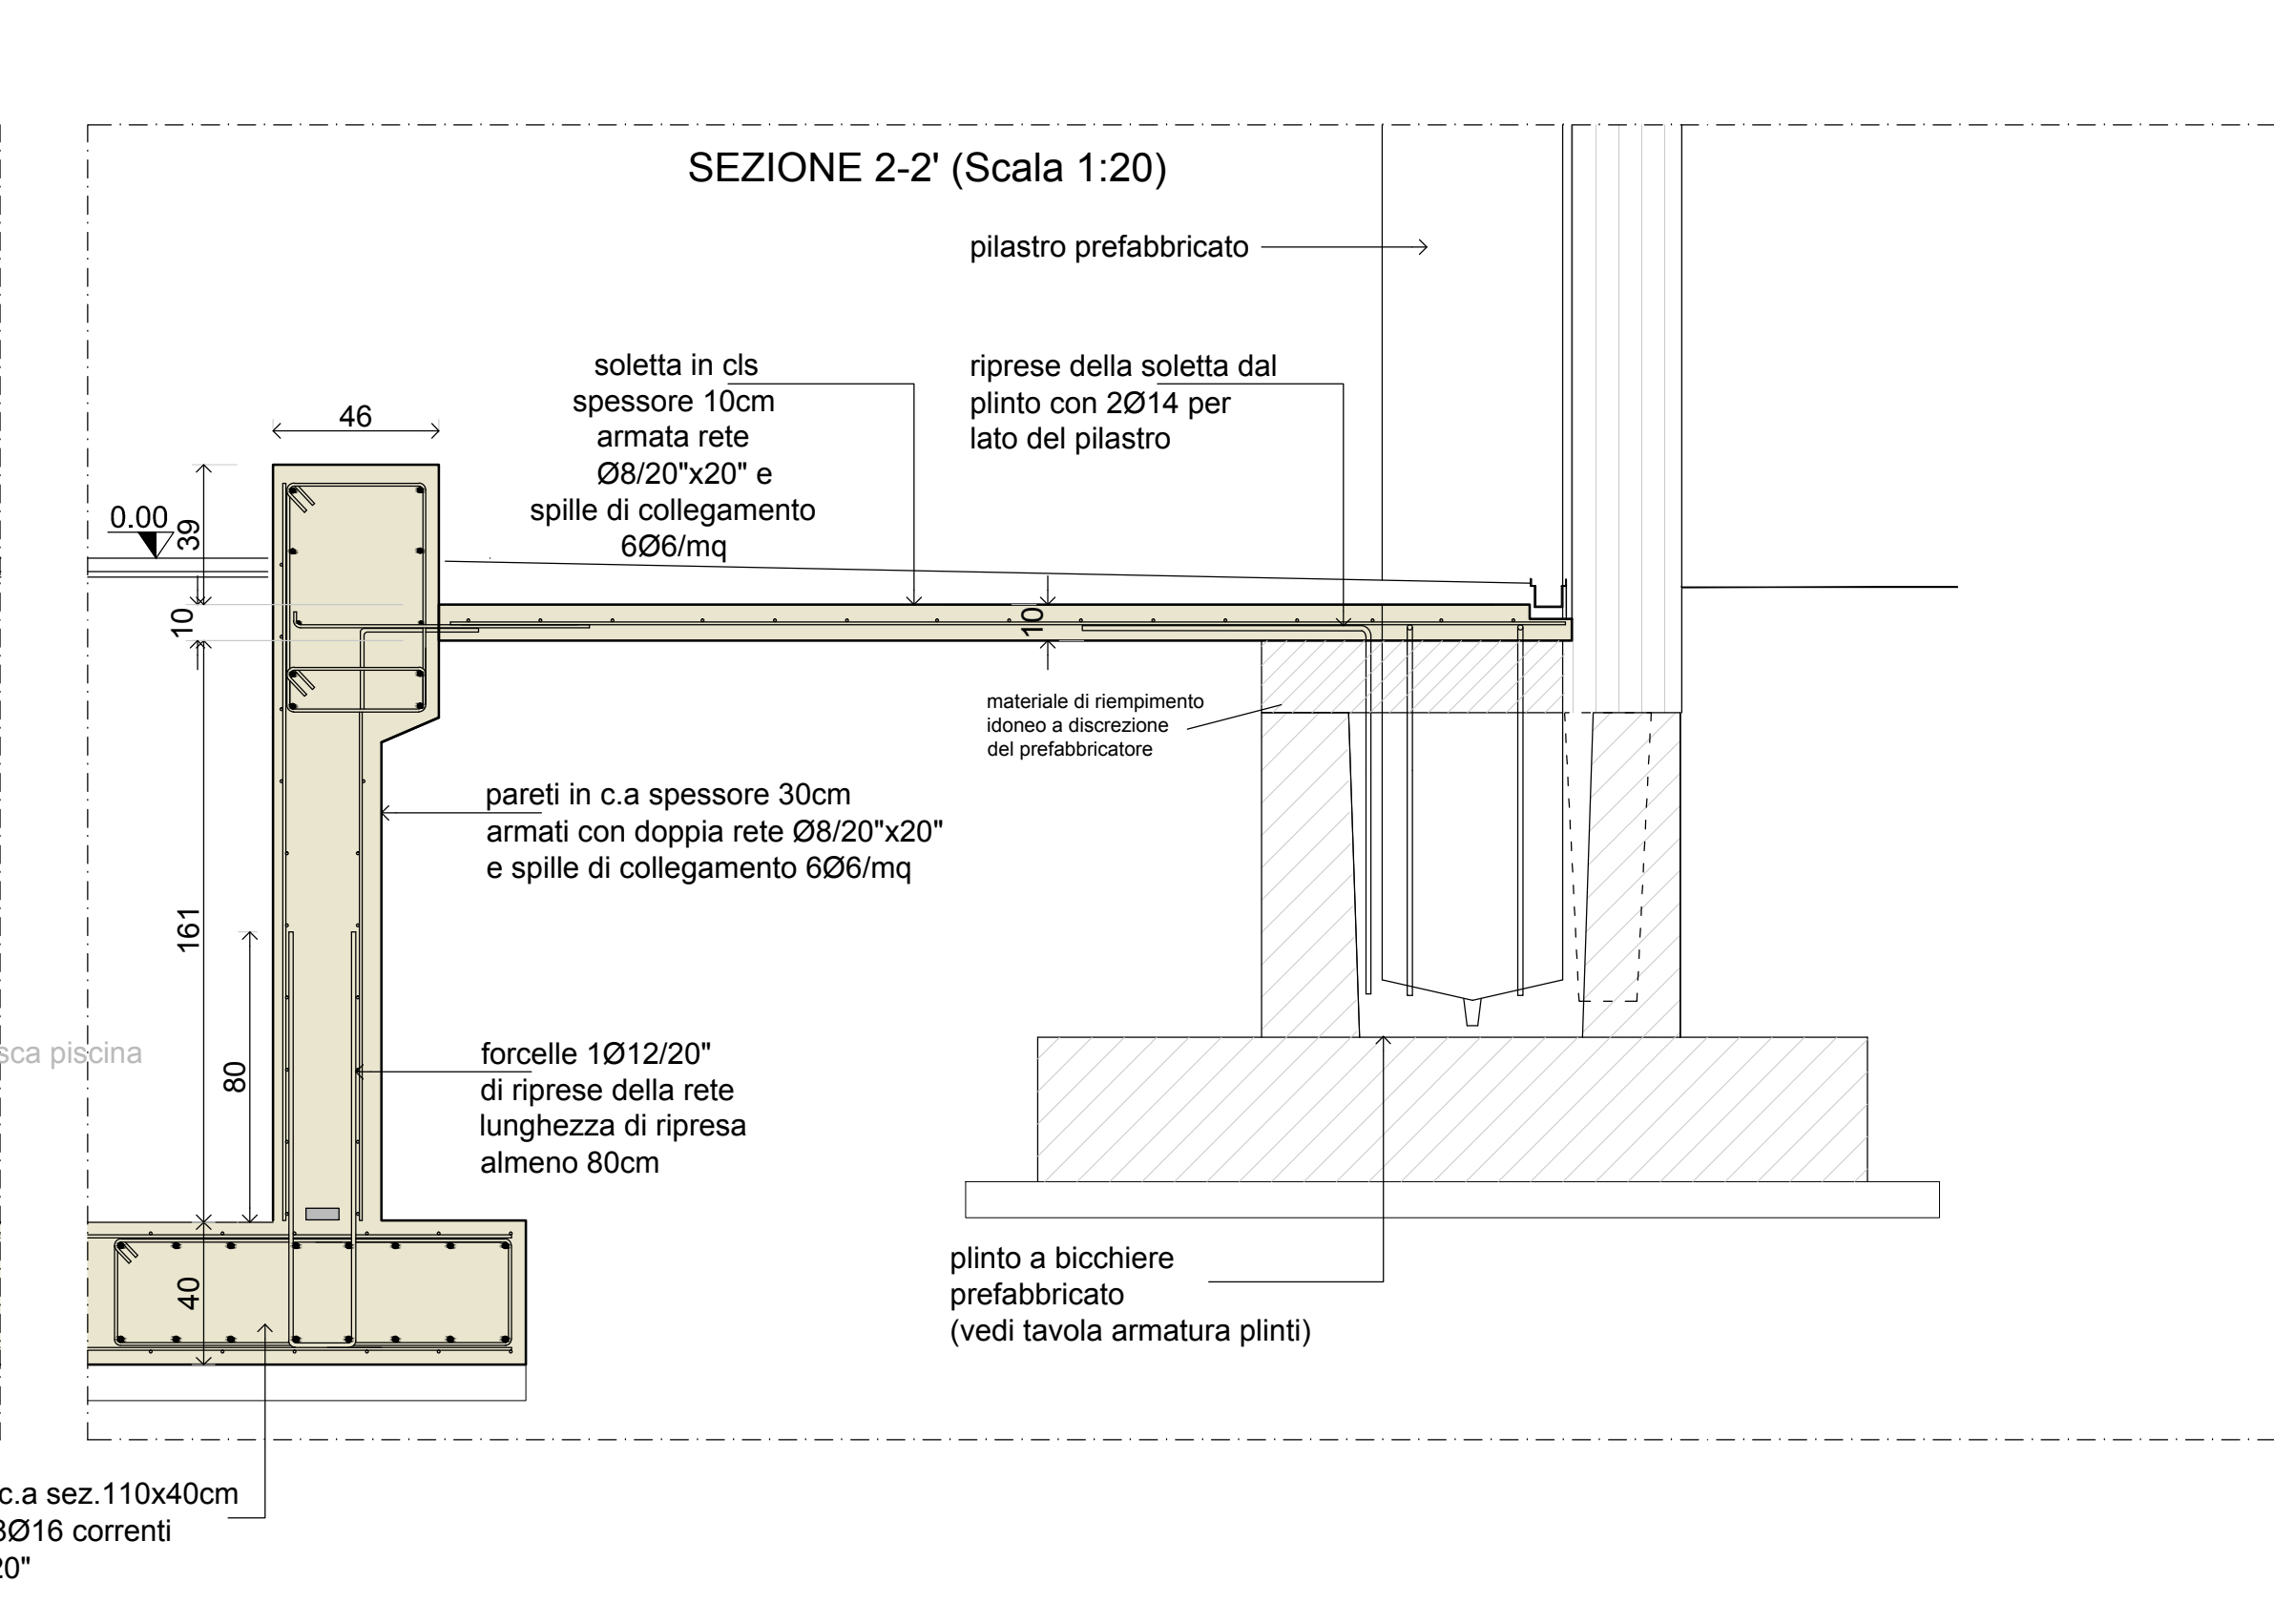 SEZIONE 2-2' (Scala 1:20)
pilastro prefabbricato
soletta in cls
spessore 10cm
armata rete
Ø8/20"x20" e
spille di collegamento
6Ø6/mq
riprese della soletta dal
plinto con 2Ø14 per
lato del pilastro
46
0.00
39
10
10
materiale di riempimento
idoneo a discrezione
del prefabbricatore
pareti in c.a spessore 30cm
armati con doppia rete Ø8/20"x20"
e spille di collegamento 6Ø6/mq
161
80
piscina
forcelle 1Ø12/20"
di riprese della rete
lunghezza di ripresa
almeno 80cm
40
plinto a bicchiere
prefabbricato
(vedi tavola armatura plinti)
c.a sez.110x40cm
Ø16 correnti